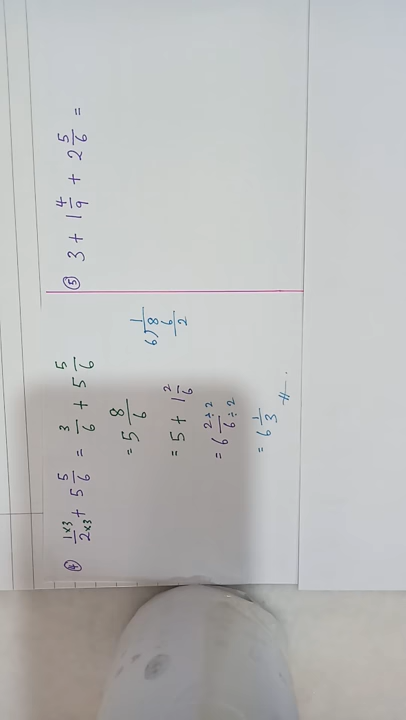 ④ 1×3/2×3 + 5 5/6 = 3/6 + 5 5/6
= 5 8/6
= 5 + 1 2/6
= 6 2÷2/6÷2
= 6 1/3 #.
1
6)8
6
2
⑤ 3 + 1 4/9 + 2 5/6 =